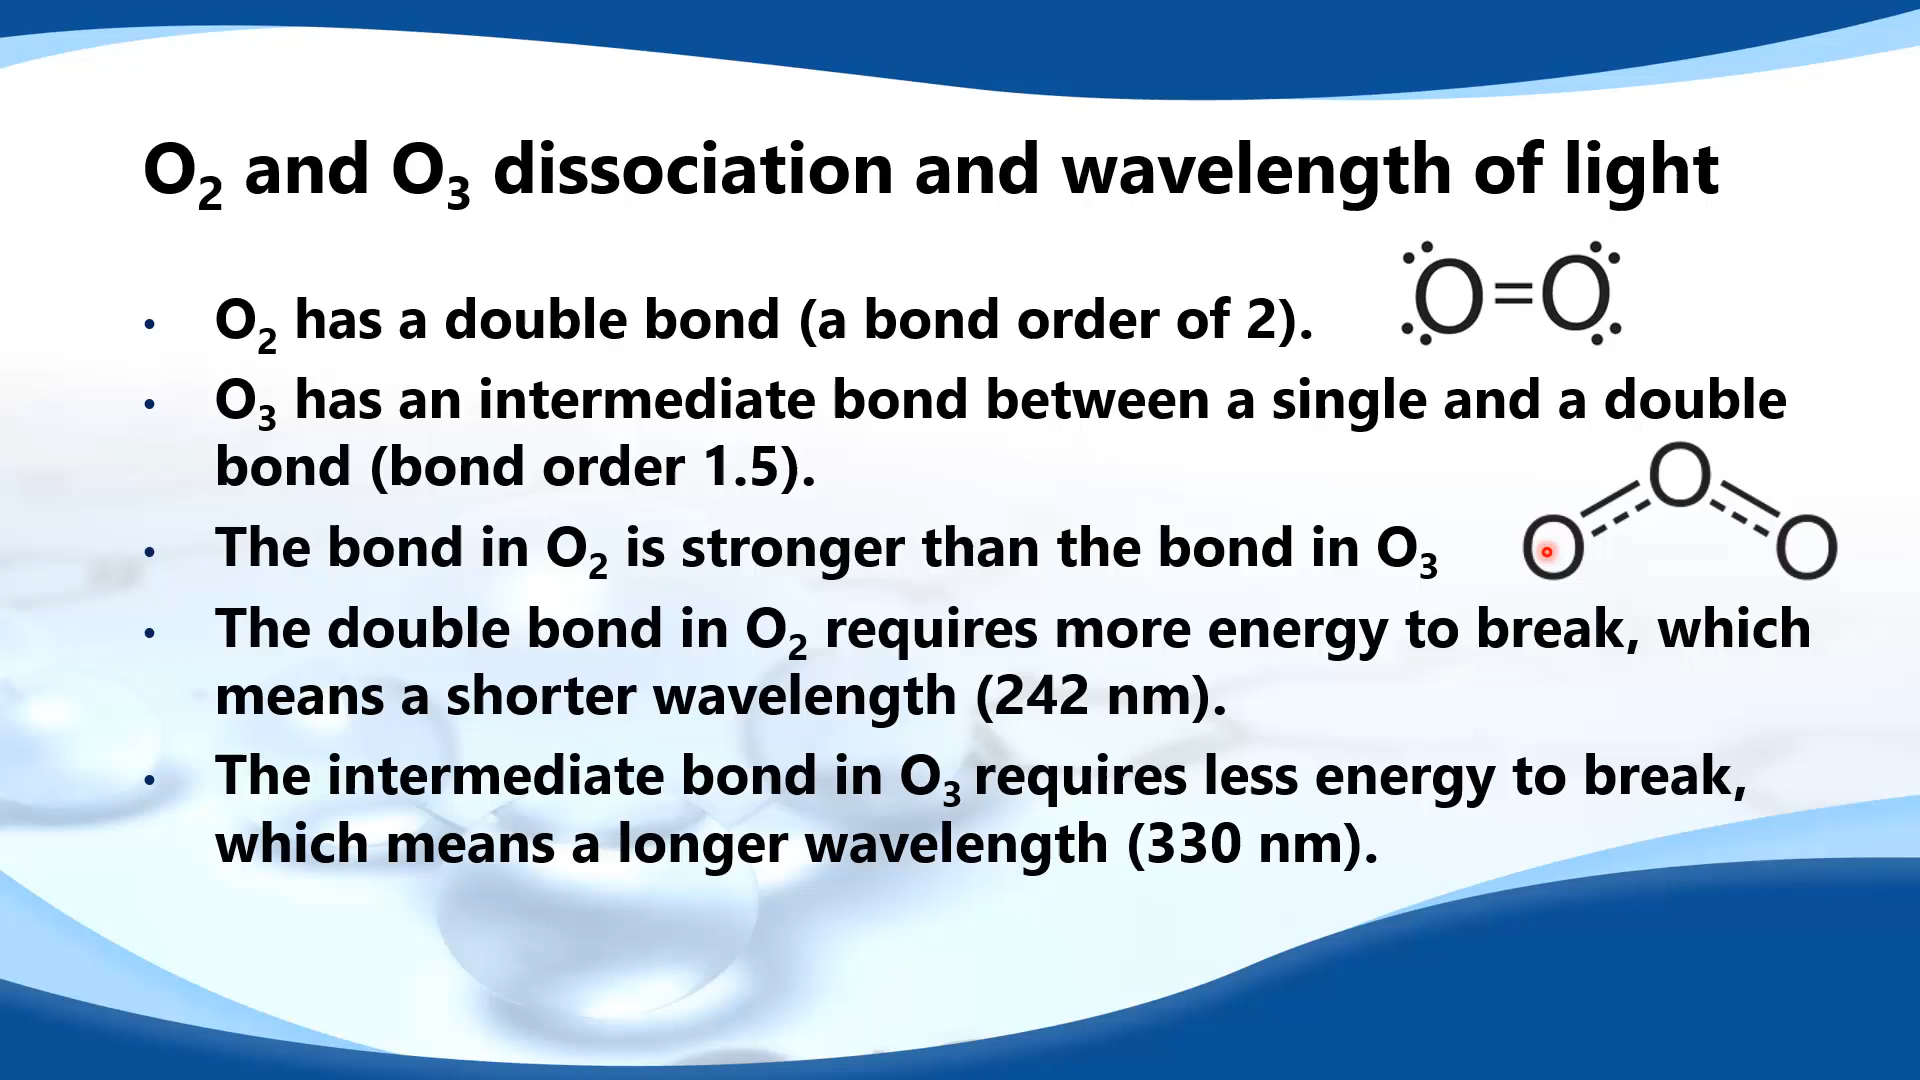 O₂ and O₃ dissociation and wavelength of light
• O₂ has a double bond (a bond order of 2).
O=O
• O₃ has an intermediate bond between a single and a double
bond (bond order 1.5).
O
O O
• The bond in O₂ is stronger than the bond in O₃
• The double bond in O₂ requires more energy to break, which
means a shorter wavelength (242 nm).
• The intermediate bond in O₃ requires less energy to break,
which means a longer wavelength (330 nm).